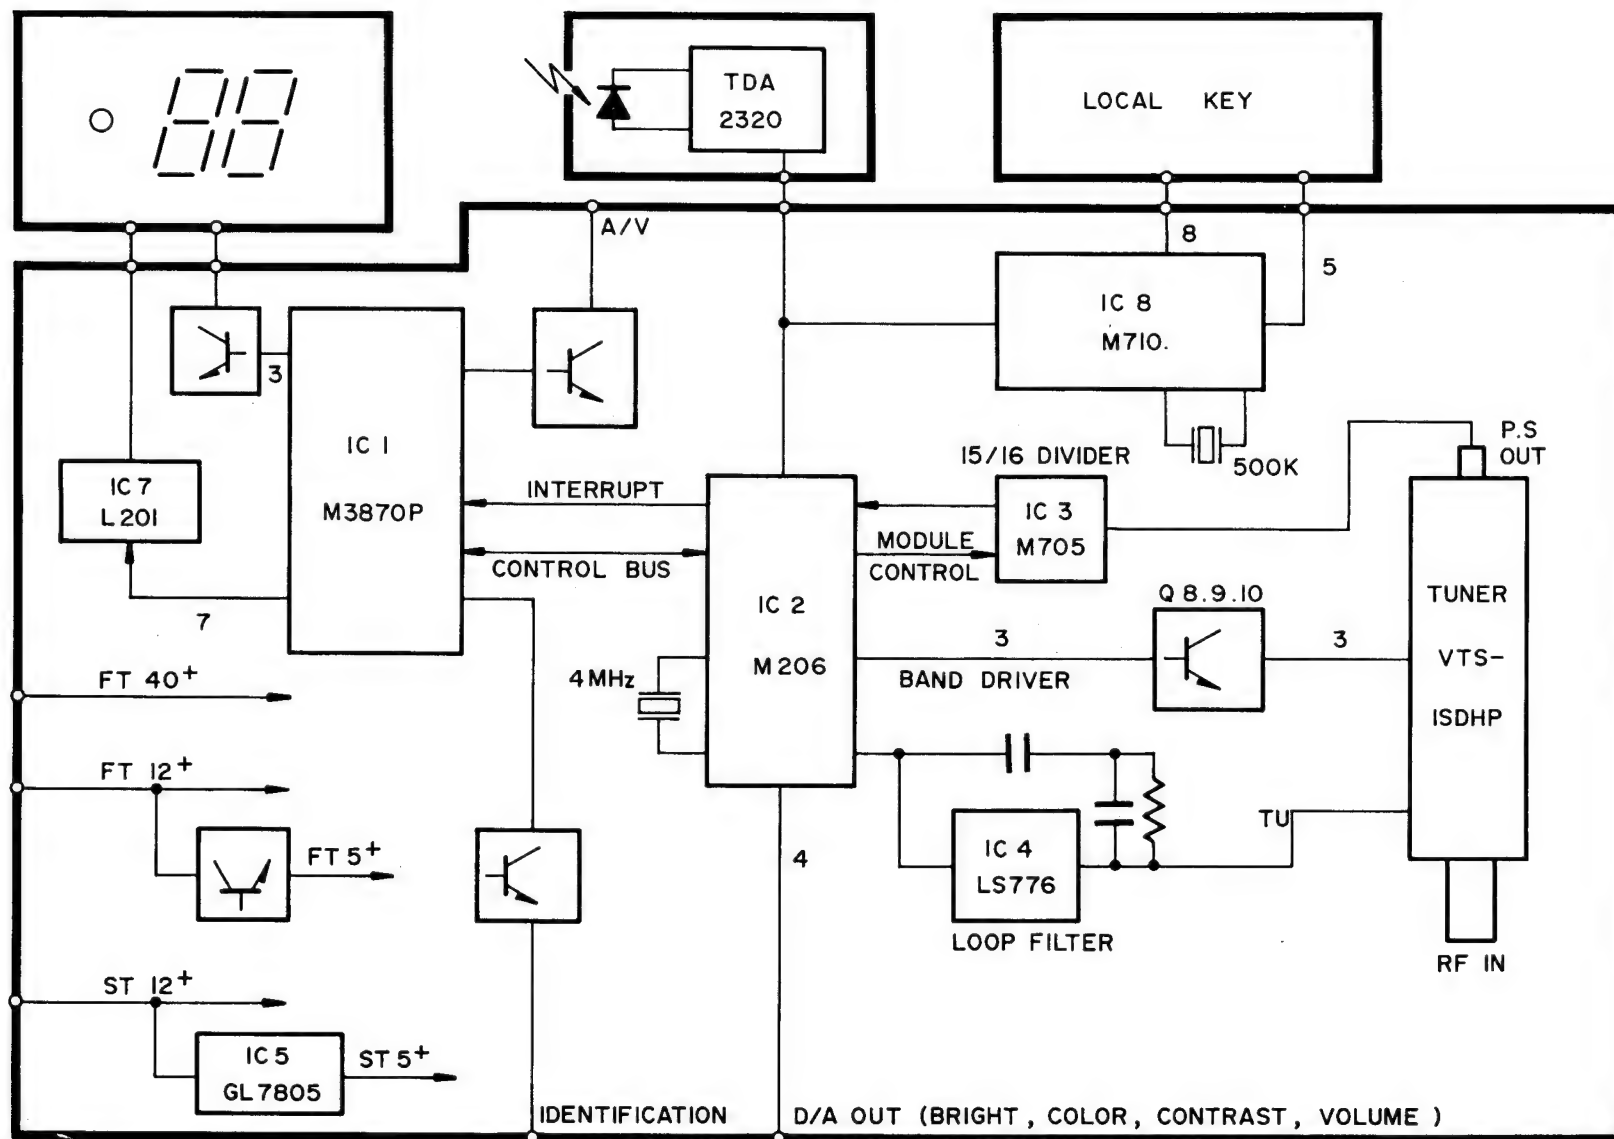 88
TDA
2320
LOCAL KEY
A/V
8
5
IC 8
M710.
3
IC 1
M3870P
500K
P.S
OUT
15/16 DIVIDER
IC 7
L201
INTERRUPT
IC 3
M705
MODULE
CONTROL
CONTROL BUS
7
IC 2
M206
Q 8.9.10
3
3
BAND DRIVER
TUNER
VTS-
ISDHP
4MHz
FT 40+
FT 12+
FT 5+
TU
4
IC 4
LS776
LOOP FILTER
RF IN
ST 12+
IC 5
GL7805
ST 5+
IDENTIFICATION
D/A OUT (BRIGHT, COLOR, CONTRAST, VOLUME )